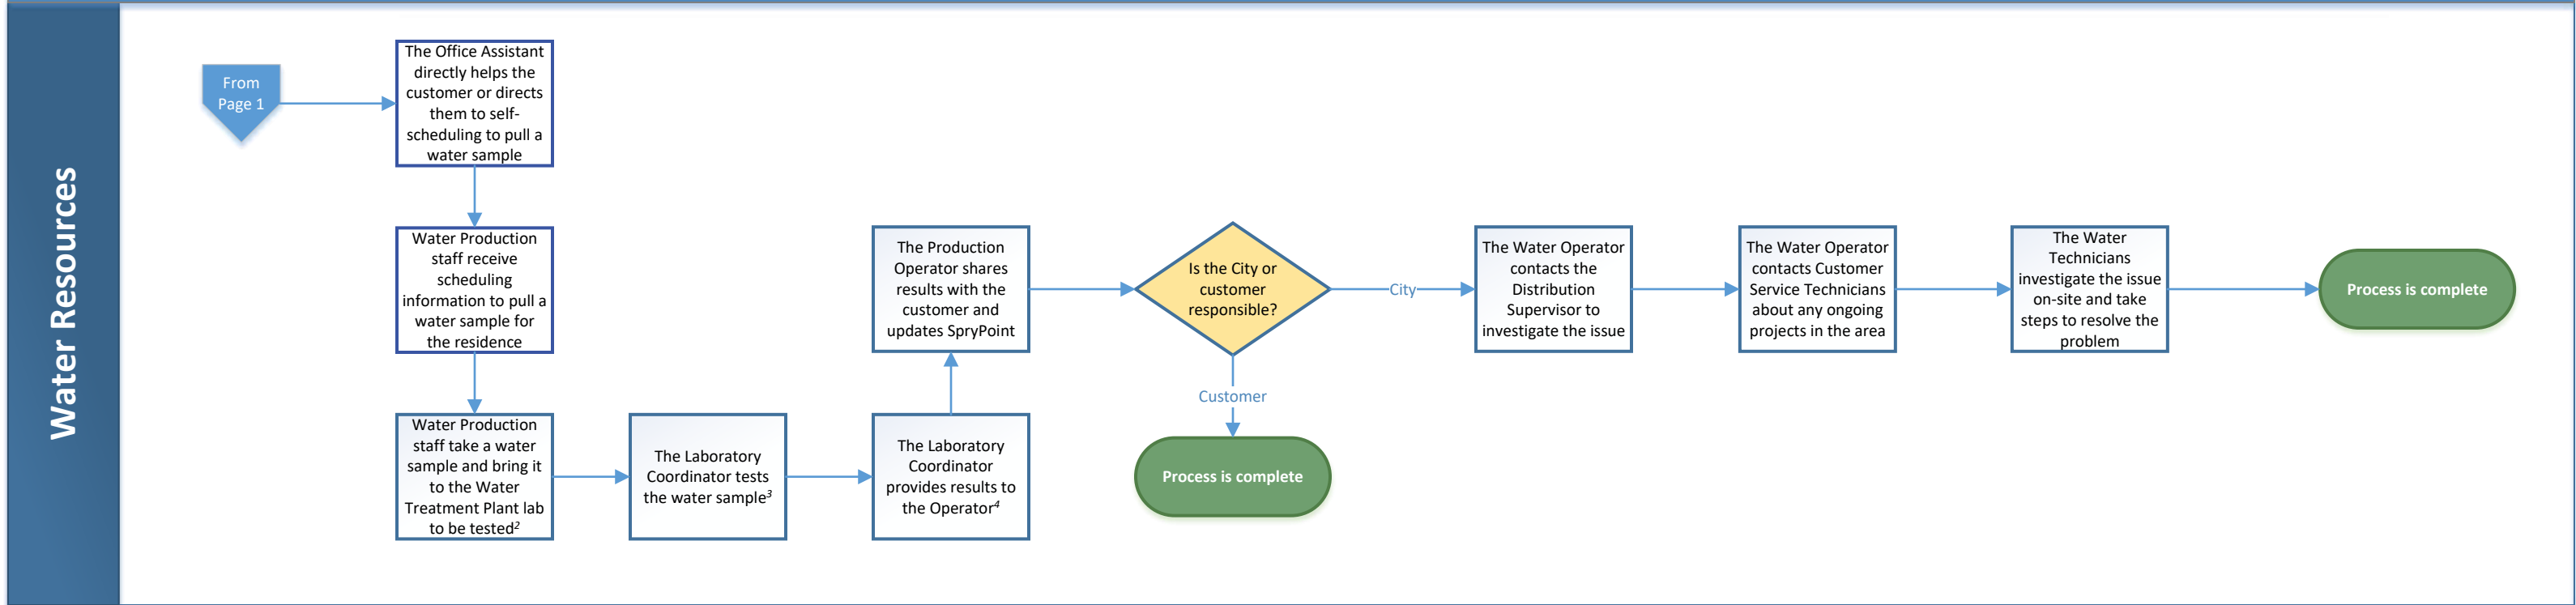 Water Resources
From
Page 1
The Office Assistant
directly helps the
customer or directs
them to self-
scheduling to pull a
water sample
Water Production
staff receive
scheduling
information to pull a
water sample for
the residence
Water Production
staff take a water
sample and bring it
to the Water
Treatment Plant lab
to be tested²
The Laboratory
Coordinator tests
the water sample³
The Laboratory
Coordinator
provides results to
the Operator⁴
The Production
Operator shares
results with the
customer and
updates SpryPoint
Is the City or
customer
responsible?
Customer
Process is complete
City
The Water Operator
contacts the
Distribution
Supervisor to
investigate the issue
The Water Operator
contacts Customer
Service Technicians
about any ongoing
projects in the area
The Water
Technicians
investigate the issue
on-site and take
steps to resolve the
problem
Process is complete